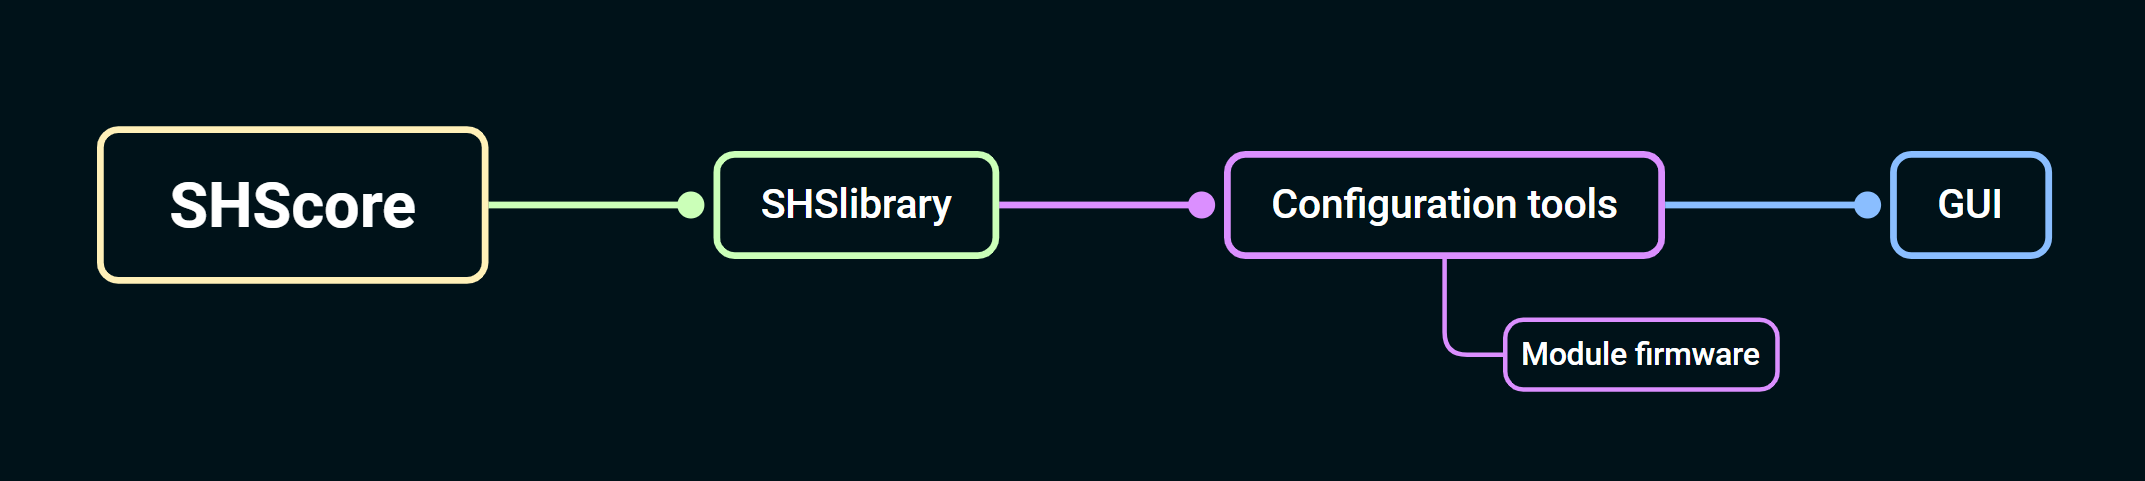 SHScore
SHSlibrary
Configuration tools
GUI
Module firmware